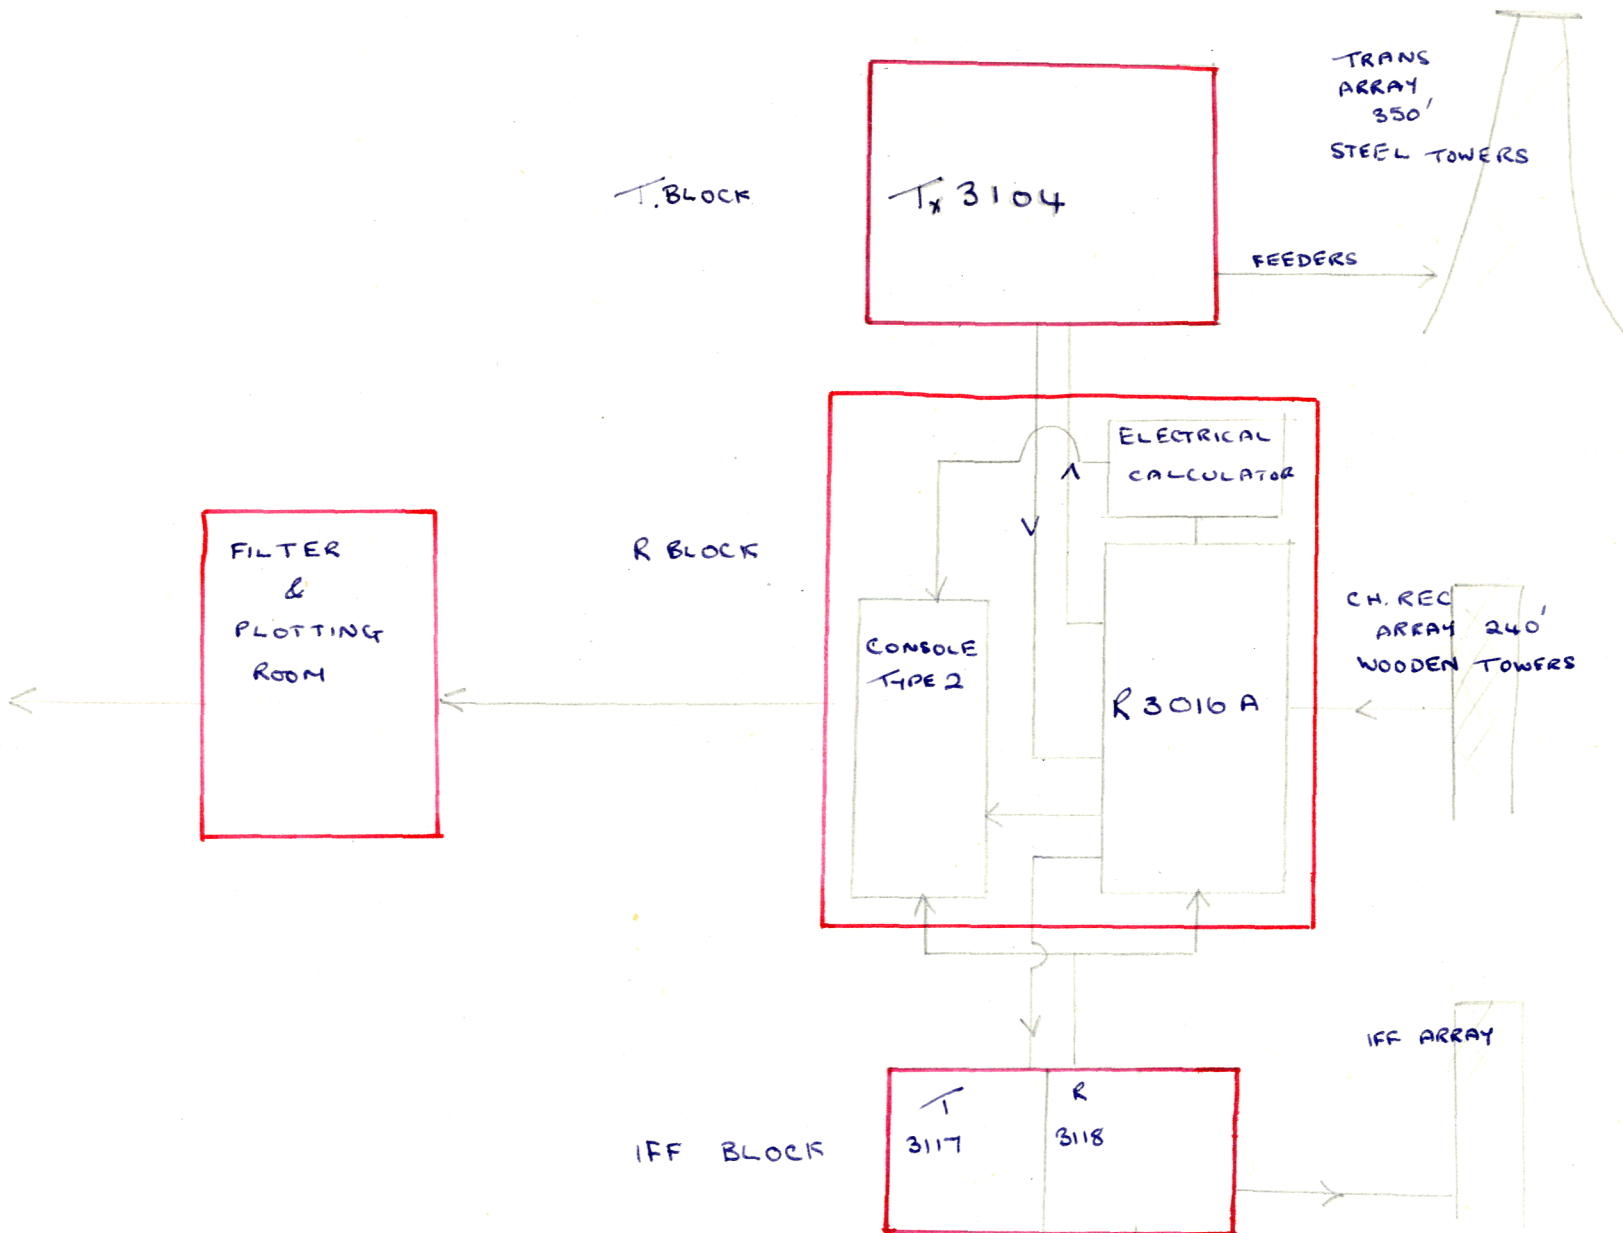 TRANS
ARRAY
350'
STEEL TOWERS
T. BLOCK
Tx 3104
FEEDERS
ELECTRICAL
CALCULATOR
FILTER
&
PLOTTING
ROOM
R BLOCK
CONSOLE
TYPE 2
R3016A
CH. REC
ARRAY 240'
WOODEN TOWERS
IFF ARRAY
IFF BLOCK
T
3117
R
3118